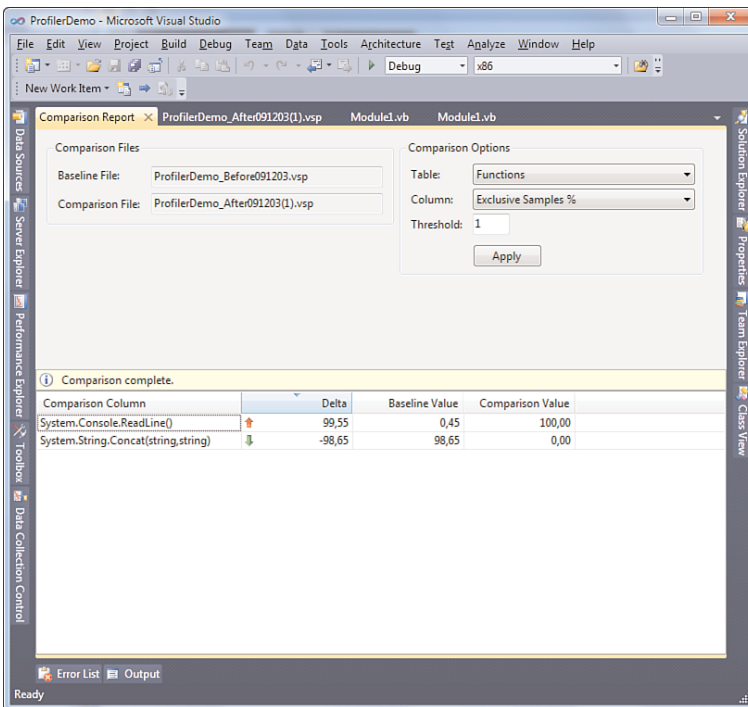 ProfilerDemo - Microsoft Visual Studio
File Edit View Project Build Debug Team Data Tools Architecture Test Analyze Window Help
Debug x86
New Work Item
Comparison Report ProfilerDemo_After091203(1).vsp Module1.vb Module1.vb
Data Sources
Server Explorer
Performance Explorer
Toolbox
Data Collection Control
Comparison Files
Baseline File: ProfilerDemo_Before091203.vsp
Comparison File: ProfilerDemo_After091203(1).vsp
Comparison Options
Table: Functions
Column: Exclusive Samples %
Threshold: 1
Apply
Comparison complete.
Comparison Column Delta Baseline Value Comparison Value
System.Console.ReadLine() 99,55 0,45 100,00
System.String.Concat(string,string) -98,65 98,65 0,00
Solution Explorer
Properties
Team Explorer
Class View
Error List Output
Ready